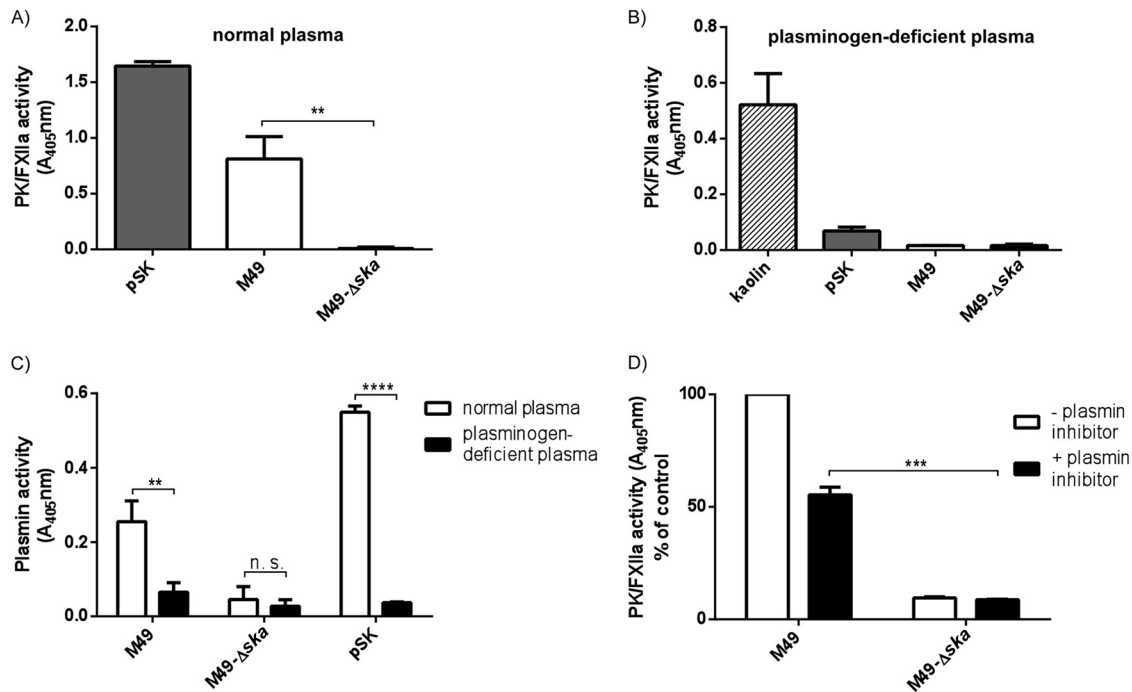 A)
normal plasma
PK/FXIIa activity
(A405nm)
2.0
1.5
1.0
0.5
0.0
**
pSK
M49
M49-Δska
B)
plasminogen-deficient plasma
PK/FXIIa activity
(A405nm)
0.8
0.6
0.4
0.2
0.0
kaolin
pSK
M49
M49-Δska
C)
Plasmin activity
(A405nm)
0.6
0.4
0.2
0.0
**
n. s.
****
M49
M49-Δska
pSK
normal plasma
plasminogen-
deficient plasma
D)
PK/FXIIa activity (A405nm)
% of control
100
50
0
***
M49
M49-Δska
- plasmin
inhibitor
+ plasmin
inhibitor